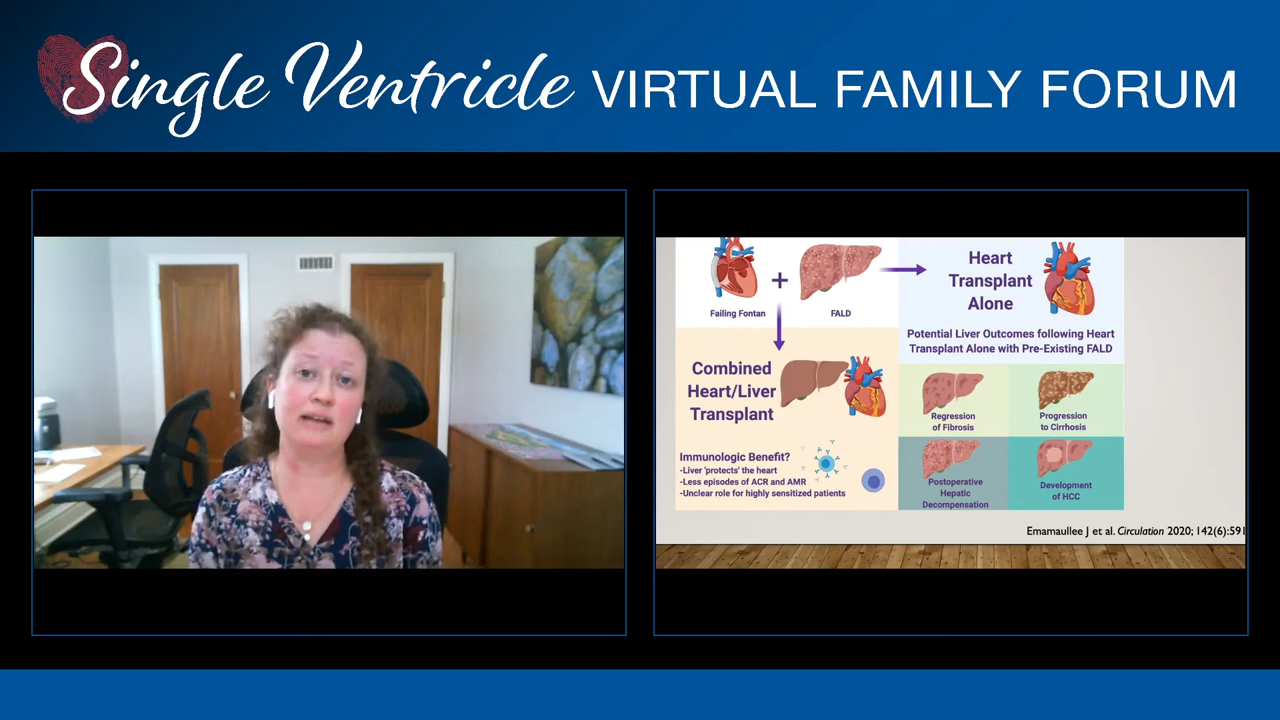 Single Ventricle VIRTUAL FAMILY FORUM
Failing Fontan
+
FALD
Heart
Transplant
Alone
Potential Liver Outcomes following Heart
Transplant Alone with Pre-Existing FALD
Combined
Heart/Liver
Transplant
Immunologic Benefit?
-Liver 'protects' the heart
-Less episodes of ACR and AMR
-Unclear role for highly sensitized patients
Regression
of Fibrosis
Progression
to Cirrhosis
Postoperative
Hepatic
Decompensation
Development
of HCC
Emamaullee J et al. Circulation 2020; 142(6):591